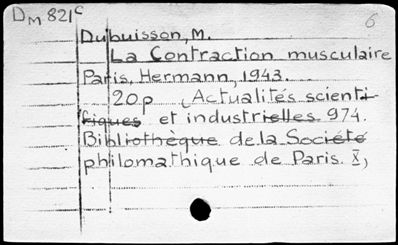 DM 821c 6
Dubuisson, M.
La Contraction musculaire
Paris, Hermann, 1943.
20p (Actualités scienti-
fiques et industrielles 974.
Bibliothèque de la Société
philomathique de Paris. X,